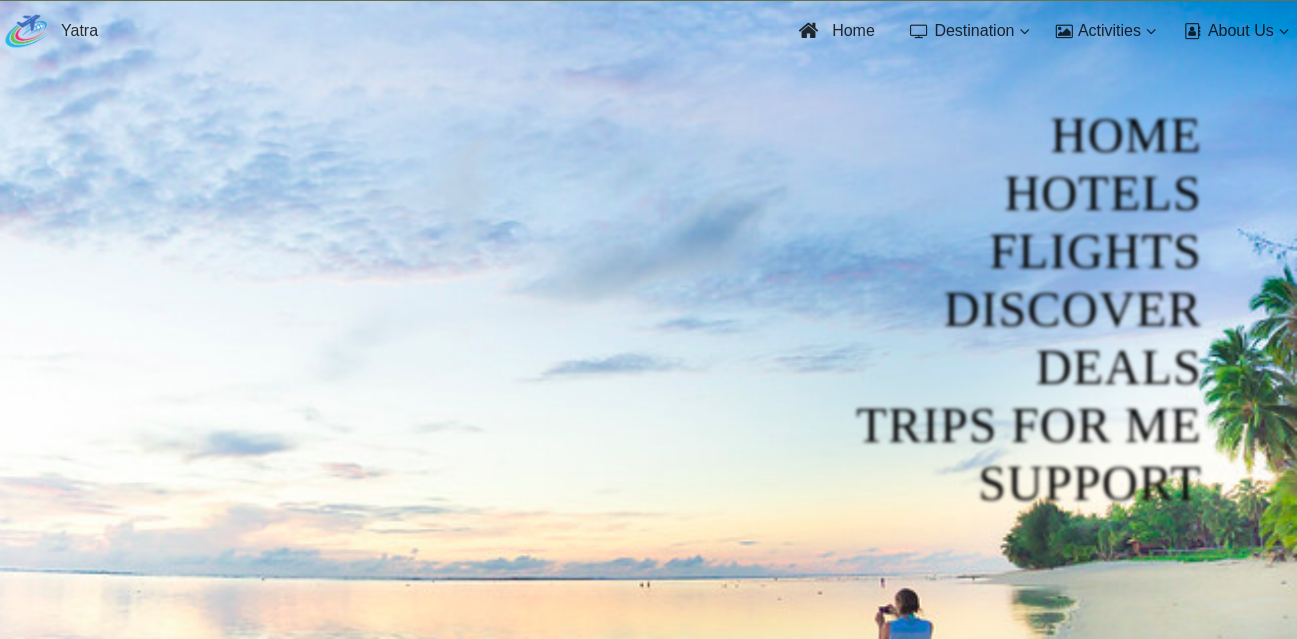 Yatra Home Destination Activities About Us
HOME
HOTELS
FLIGHTS
DISCOVER
DEALS
TRIPS FOR ME
SUPPORT